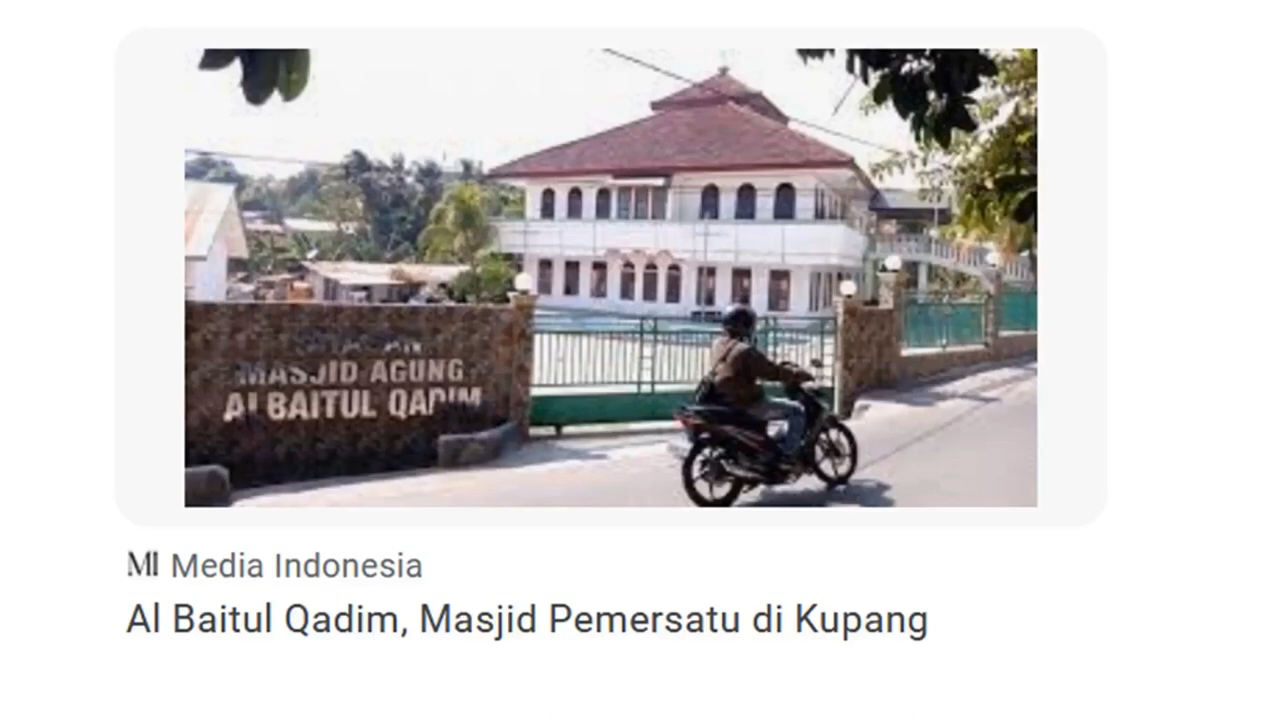 MASJID AGUNG
Al BAITUL QADIM
MI Media Indonesia
Al Baitul Qadim, Masjid Pemersatu di Kupang